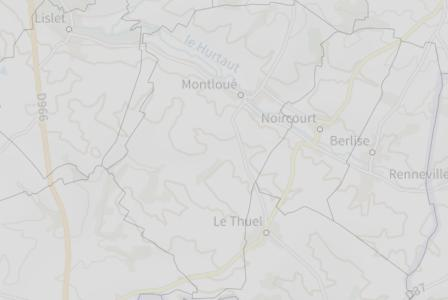 Lislet
le Hurtaut
Montloué
D966
Noircourt
Berlise
Renneville
Le Thuel
D37